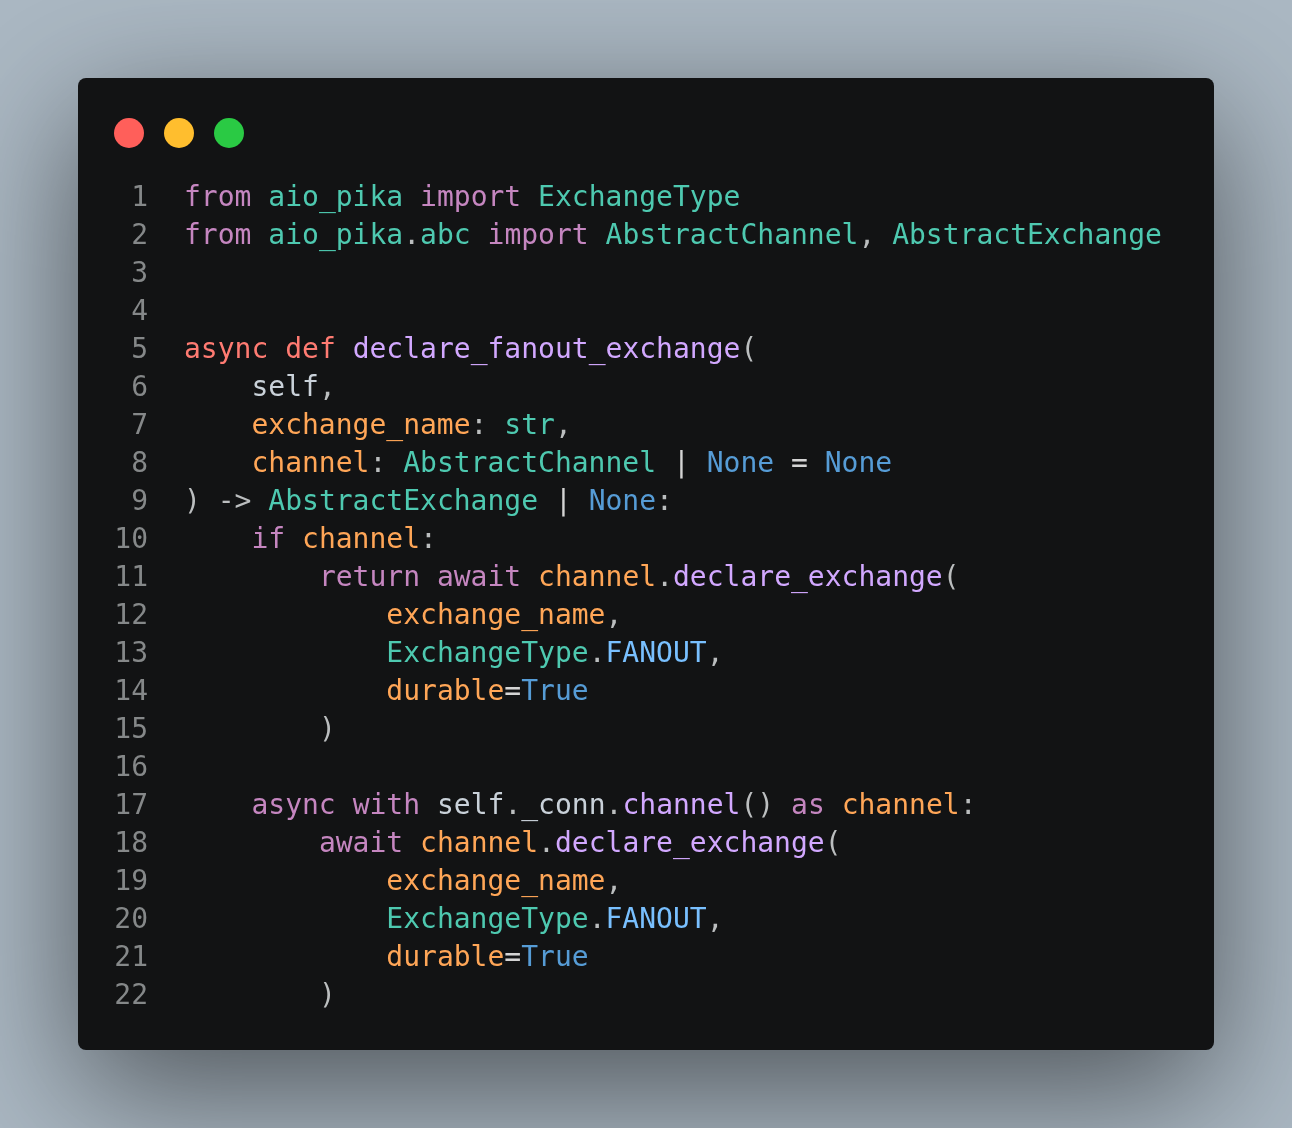 1 from aio_pika import ExchangeType
2 from aio_pika.abc import AbstractChannel, AbstractExchange
3
4
5 async def declare_fanout_exchange(
6     self,
7     exchange_name: str,
8     channel: AbstractChannel | None = None
9 ) -> AbstractExchange | None:
10     if channel:
11         return await channel.declare_exchange(
12             exchange_name,
13             ExchangeType.FANOUT,
14             durable=True
15         )
16
17     async with self._conn.channel() as channel:
18         await channel.declare_exchange(
19             exchange_name,
20             ExchangeType.FANOUT,
21             durable=True
22         )